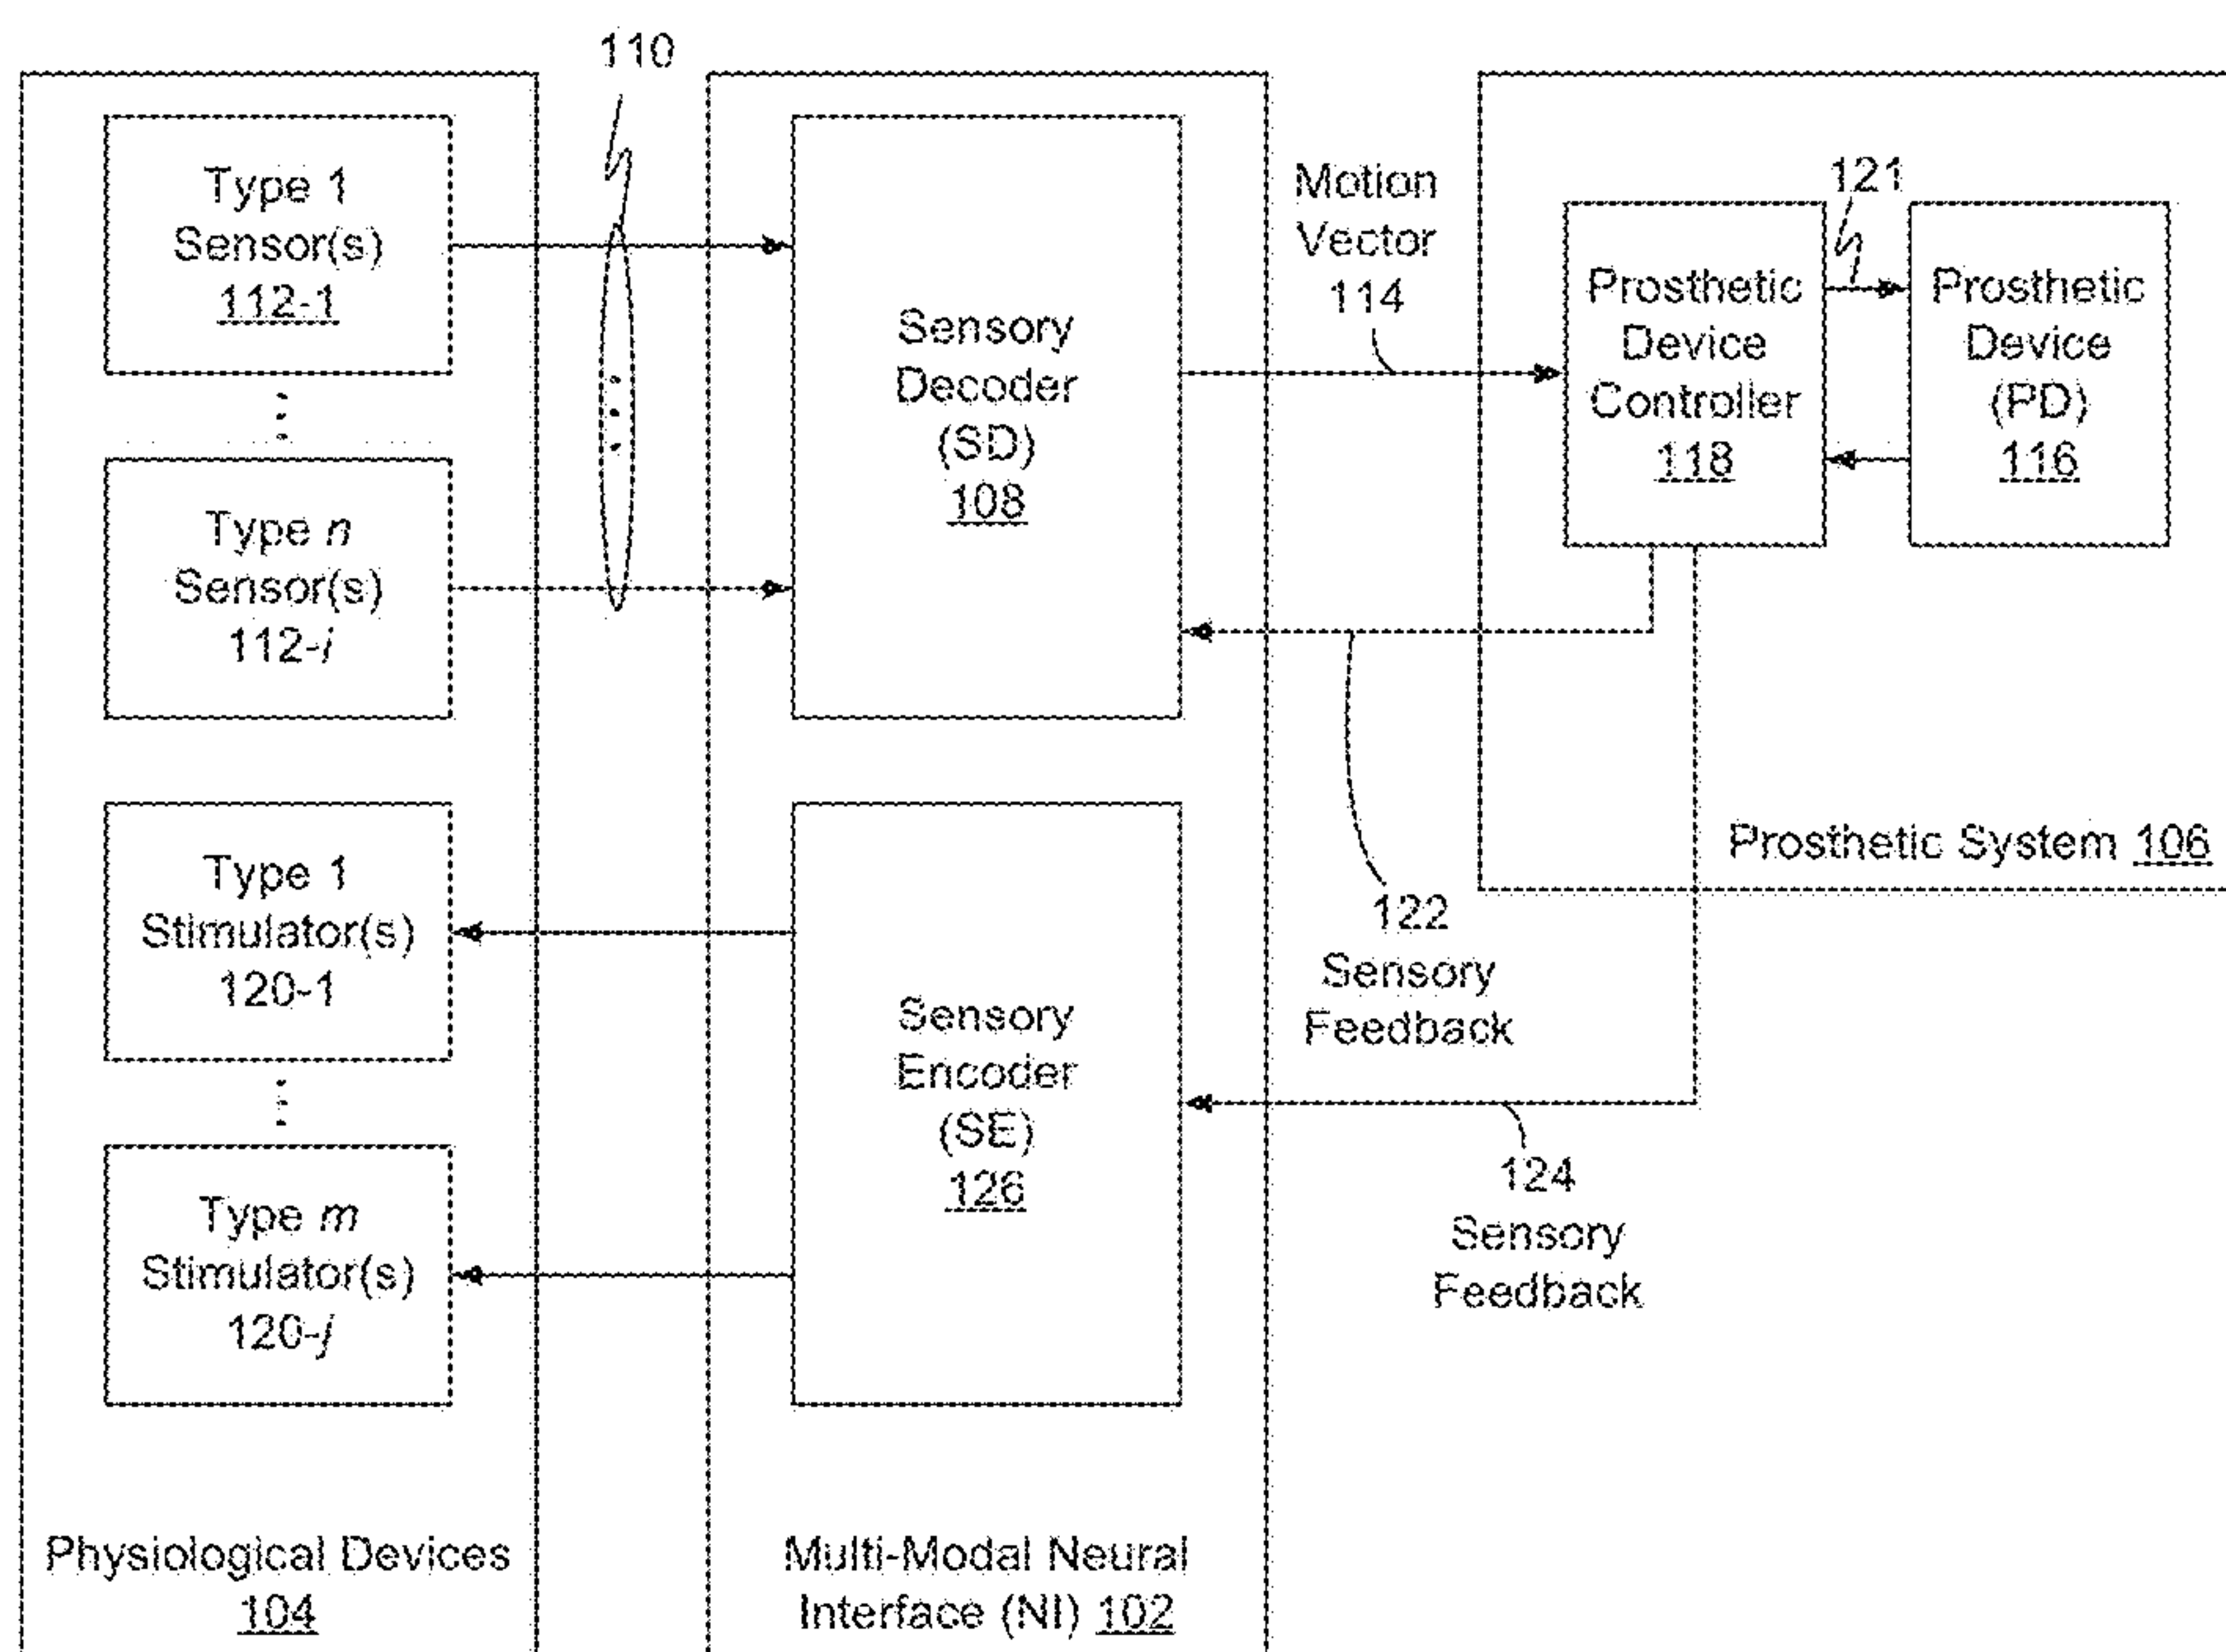 110
Type 1
Sensor(s)
112-1
Type n
Sensor(s)
112-i
Type 1
Stimulator(s)
120-1
Type m
Stimulator(s)
120-j
Physiological Devices
104
Sensory
Decoder
(SD)
108
Sensory
Encoder
(SE)
126
Multi-Modal Neural
Interface (NI) 102
Motion
Vector
114
122
Sensory
Feedback
124
Sensory
Feedback
Prosthetic
Device
Controller
118
121
Prosthetic
Device
(PD)
116
Prosthetic System 106